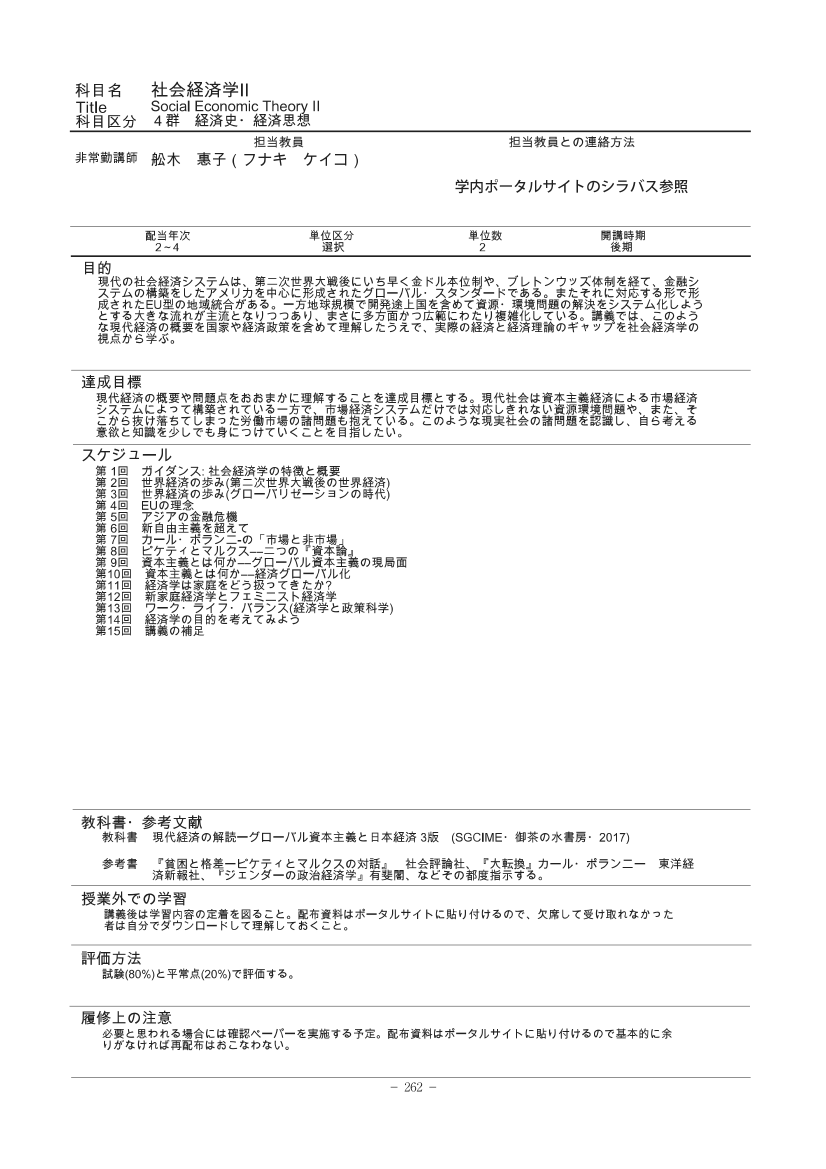 科目名 社会経済学II
Title Social Economic Theory II
科目区分 4群 経済史・経済思想
担当教員 担当教員との連絡方法
非常勤講師 舩木 惠子 ( フナキ ケイコ )
学内ポータルサイトのシラバス参照
配当年次 単位区分 単位数 開講時期
2~4 選択 2 後期
目的
現代の社会経済システムは、第二次世界大戦後にいち早く金ドル本位制や、ブレトンウッズ体制を経て、金融シ
ステムの構築をしたアメリカを中心に形成されたグローバル・スタンダードである。またそれに対応する形で形
成されたEU型の地域統合がある。一方地球規模で開発途上国を含めて資源・環境問題の解決をシステム化しよう
とする大きな流れが主流となりつつあり、まさに多方面かつ広範にわたり複雑化している。講義では、このよう
な現代経済の概要を国家や経済政策を含めて理解したうえで、実際の経済と経済理論のギャップを社会経済学の
視点から学ぶ。
達成目標
現代経済の概要や問題点をおおまかに理解することを達成目標とする。現代社会は資本主義経済による市場経済
システムによって構築されている一方で、市場経済システムだけでは対応しきれない資源環境問題や、また、そ
こから抜け落ちてしまった労働市場の諸問題も抱えている。このような現実社会の諸問題を認識し、自ら考える
意欲と知識を少しでも身につけていくことを目指したい。
スケジュール
第 1回 ガイダンス: 社会経済学の特徴と概要
第 2回 世界経済の歩み(第二次世界大戦後の世界経済)
第 3回 世界経済の歩み(グローバリゼーションの時代)
第 4回 EUの理念
第 5回 アジアの金融危機
第 6回 新自由主義を超えて
第 7回 カール・ポランニ-の「市場と非市場」
第 8回 ピケティとマルクス―二つの『資本論』
第 9回 資本主義とは何か―グローバル資本主義の現局面
第10回 資本主義とは何か―経済グローバル化
第11回 経済学は家庭をどう扱ってきたか?
第12回 新家庭経済学とフェミニスト経済学
第13回 ワーク・ライフ・バランス(経済学と政策科学)
第14回 経済学の目的を考えてみよう
第15回 講義の補足
教科書・参考文献
教科書 現代経済の解読ーグローバル資本主義と日本経済 3版 (SGCIME・御茶の水書房・2017)
参考書 『貧困と格差ーピケティとマルクスの対話』 社会評論社、『大転換』カール・ポランニー 東洋経
済新報社、『ジェンダーの政治経済学』有斐閣、などその都度指示する。
授業外での学習
講義後は学習内容の定着を図ること。配布資料はポータルサイトに貼り付けるので、欠席して受け取れなかった
者は自分でダウンロードして理解しておくこと。
評価方法
試験(80%)と平常点(20%)で評価する。
履修上の注意
必要と思われる場合には確認ペーパーを実施する予定。配布資料はポータルサイトに貼り付けるので基本的に余
りがなければ再配布はおこなわない。
− 262 −